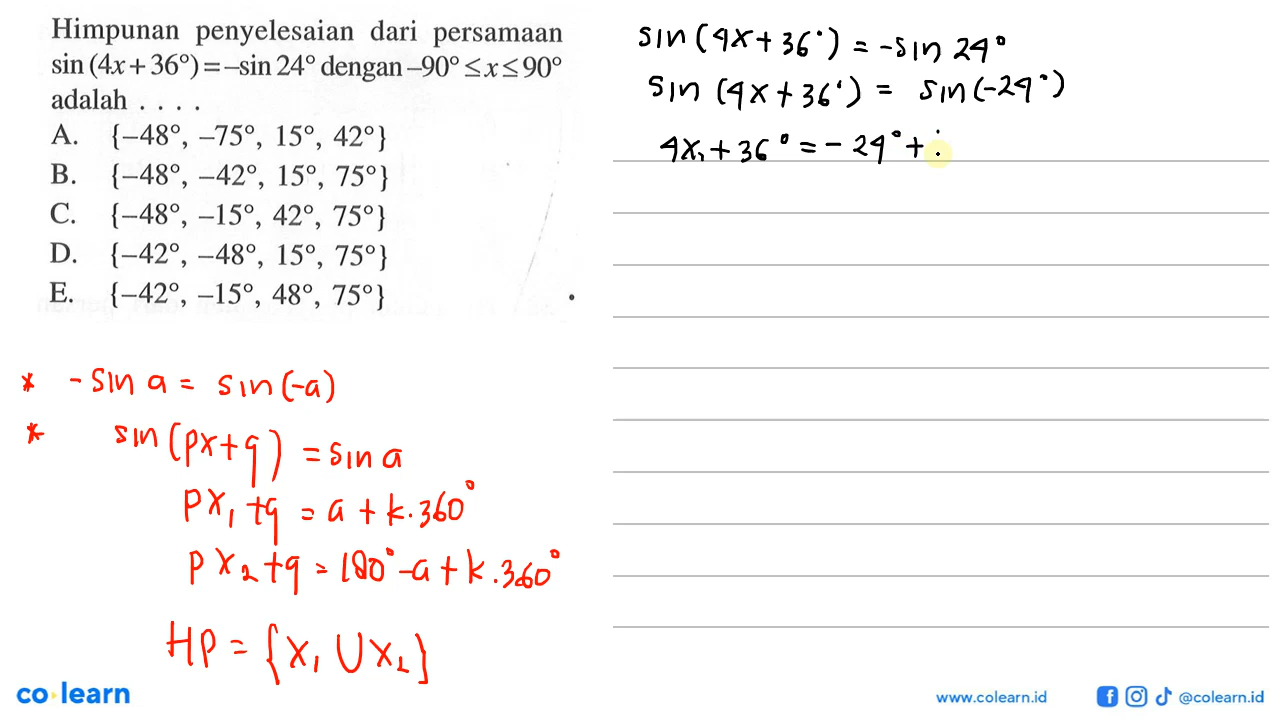 Himpunan penyelesaian dari persamaan
sin (4x + 36°) = –sin 24° dengan –90° ≤ x ≤ 90°
adalah . . . .
A. {–48°, –75°, 15°, 42°}
B. {–48°, –42°, 15°, 75°}
C. {–48°, –15°, 42°, 75°}
D. {–42°, –48°, 15°, 75°}
E. {–42°, –15°, 48°, 75°}
* -sin a = sin(-a)
* sin(px+q) = sin a
px₁ + q = a + k.360°
px₂ + q = 180° - a + k.360°
HP = {x₁ ∪ x₂}
sin(4x + 36°) = -sin 24°
sin (4x + 36°) = sin(-24°)
4x₁ + 36° = - 24° +
co learn
www.colearn.id
@colearn.id